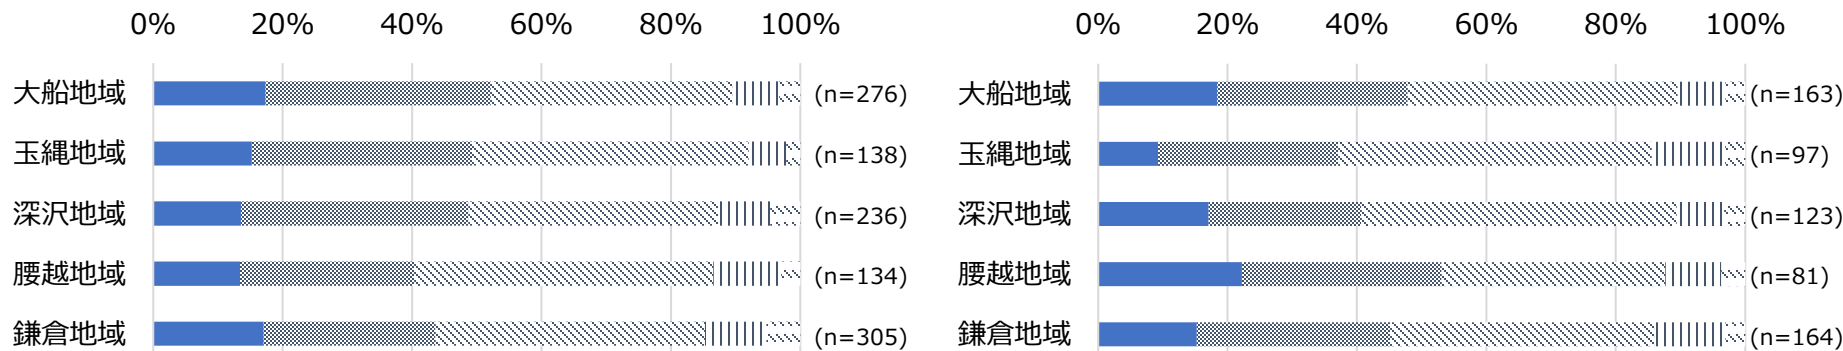 0% 20% 40% 60% 80% 100%
大船地域 (n=276)
玉縄地域 (n=138)
深沢地域 (n=236)
腰越地域 (n=134)
鎌倉地域 (n=305)
0% 20% 40% 60% 80% 100%
大船地域 (n=163)
玉縄地域 (n=97)
深沢地域 (n=123)
腰越地域 (n=81)
鎌倉地域 (n=164)